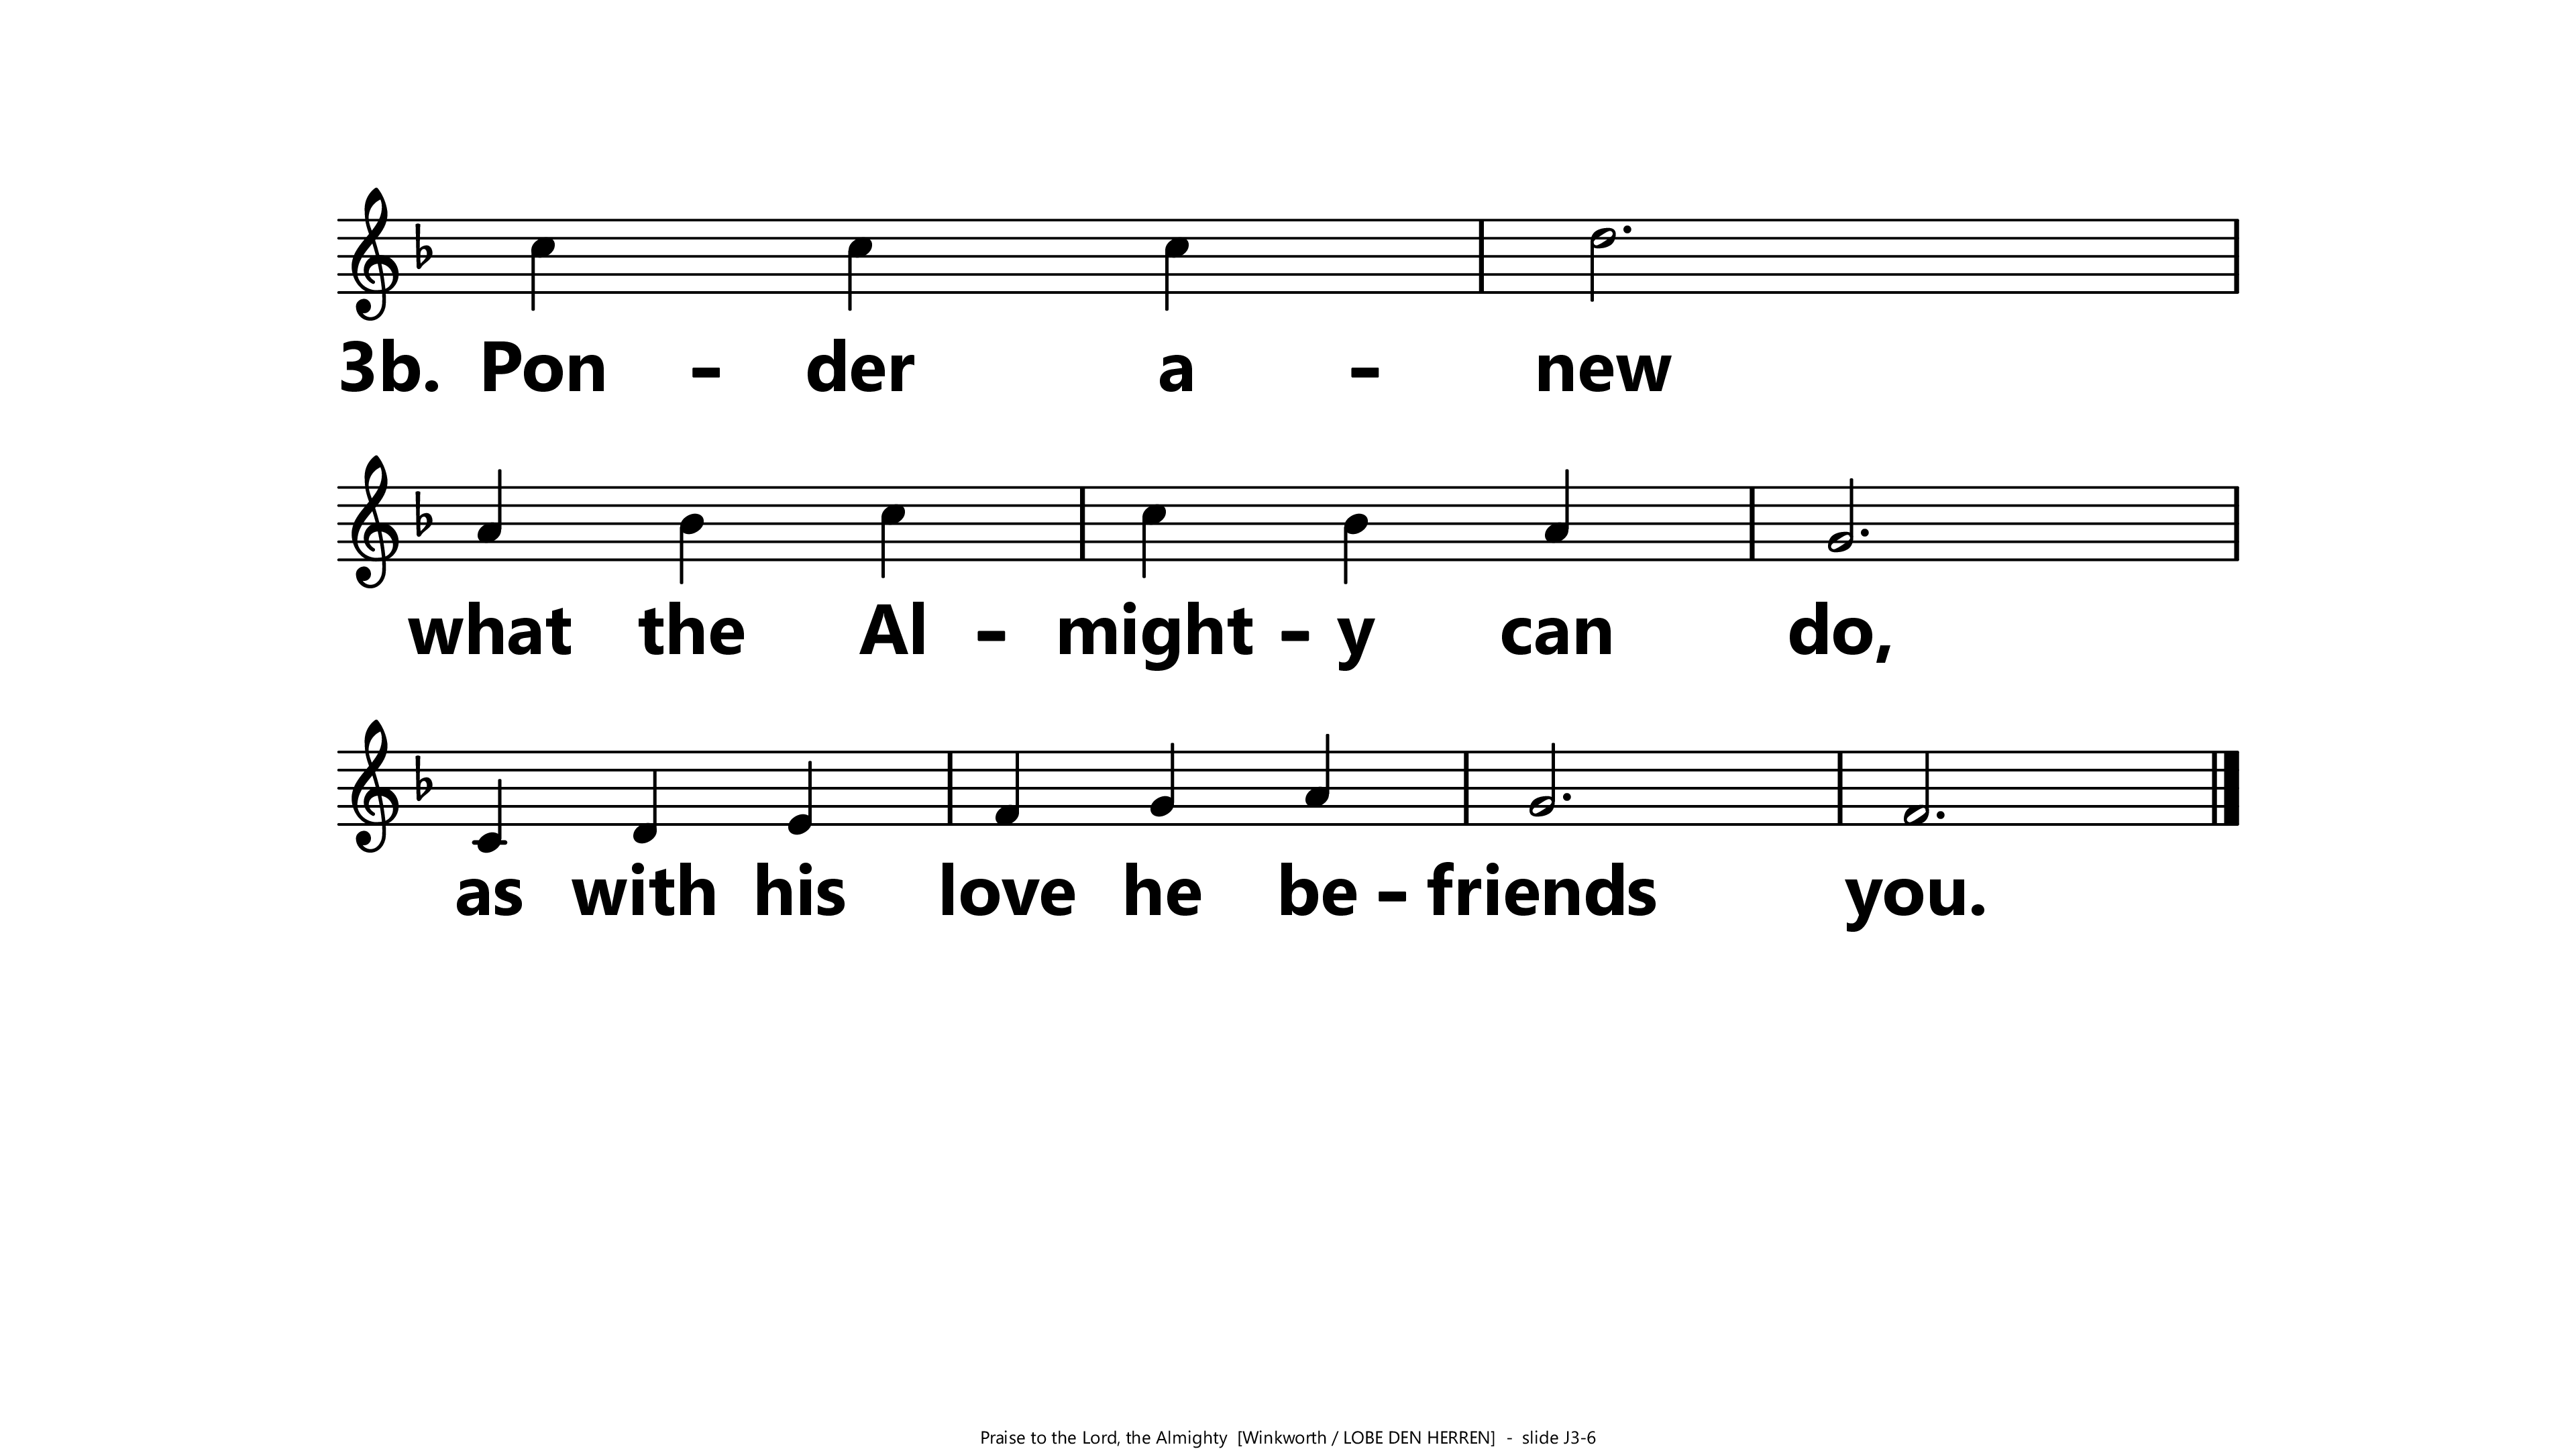 3b. Pon – der a – new
what the Al – might – y can do,
as with his love he be – friends you.
Praise to the Lord, the Almighty [Winkworth / LOBE DEN HERREN] - slide J3-6